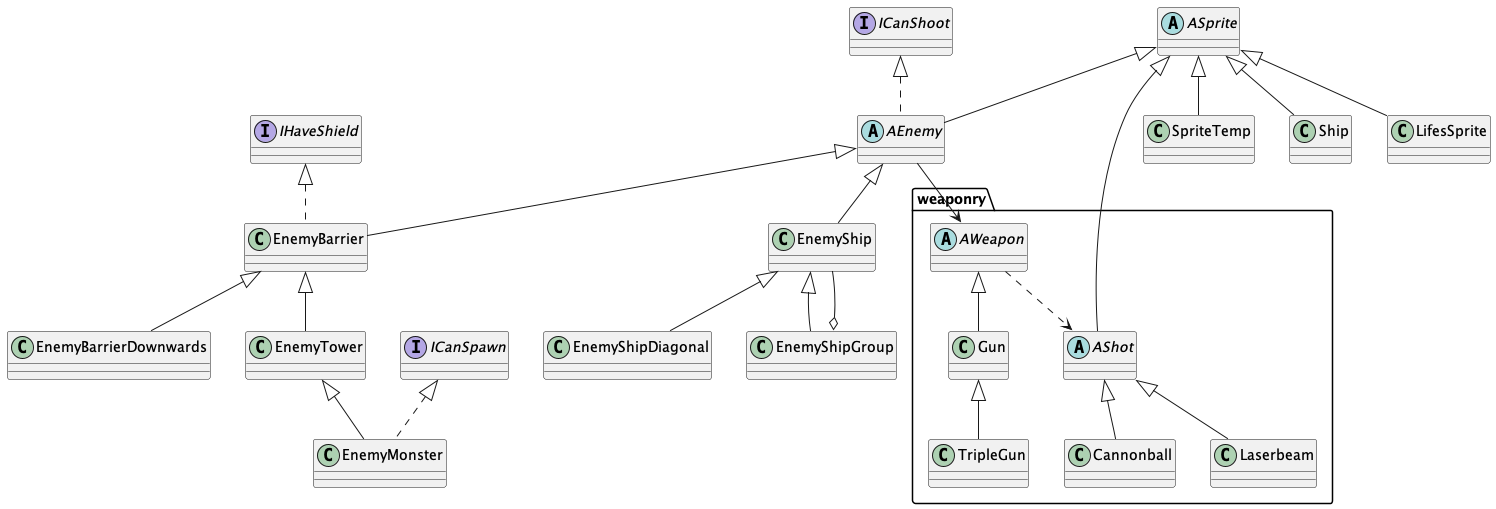 I ICanShoot
A ASprite
I IHaveShield
A AEnemy
C SpriteTemp
C Ship
C LifesSprite
weaponry
C EnemyBarrier
C EnemyShip
A AWeapon
C EnemyBarrierDownwards
C EnemyTower
I ICanSpawn
C EnemyShipDiagonal
C EnemyShipGroup
C Gun
A AShot
C EnemyMonster
C TripleGun
C Cannonball
C Laserbeam